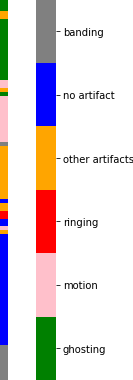 banding
no artifact
other artifacts
ringing
motion
ghosting